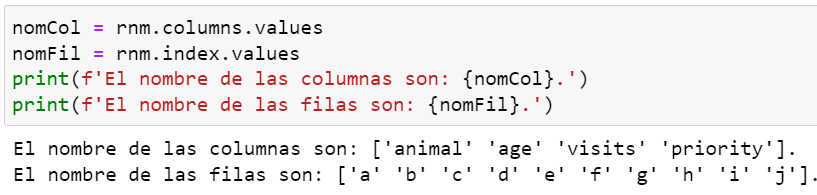 nomCol = rnm.columns.values
nomFil = rnm.index.values
print(f'El nombre de las columnas son: {nomCol}.')
print(f'El nombre de las filas son: {nomFil}.')
El nombre de las columnas son: ['animal' 'age' 'visits' 'priority'].
El nombre de las filas son: ['a' 'b' 'c' 'd' 'e' 'f' 'g' 'h' 'i' 'j'].